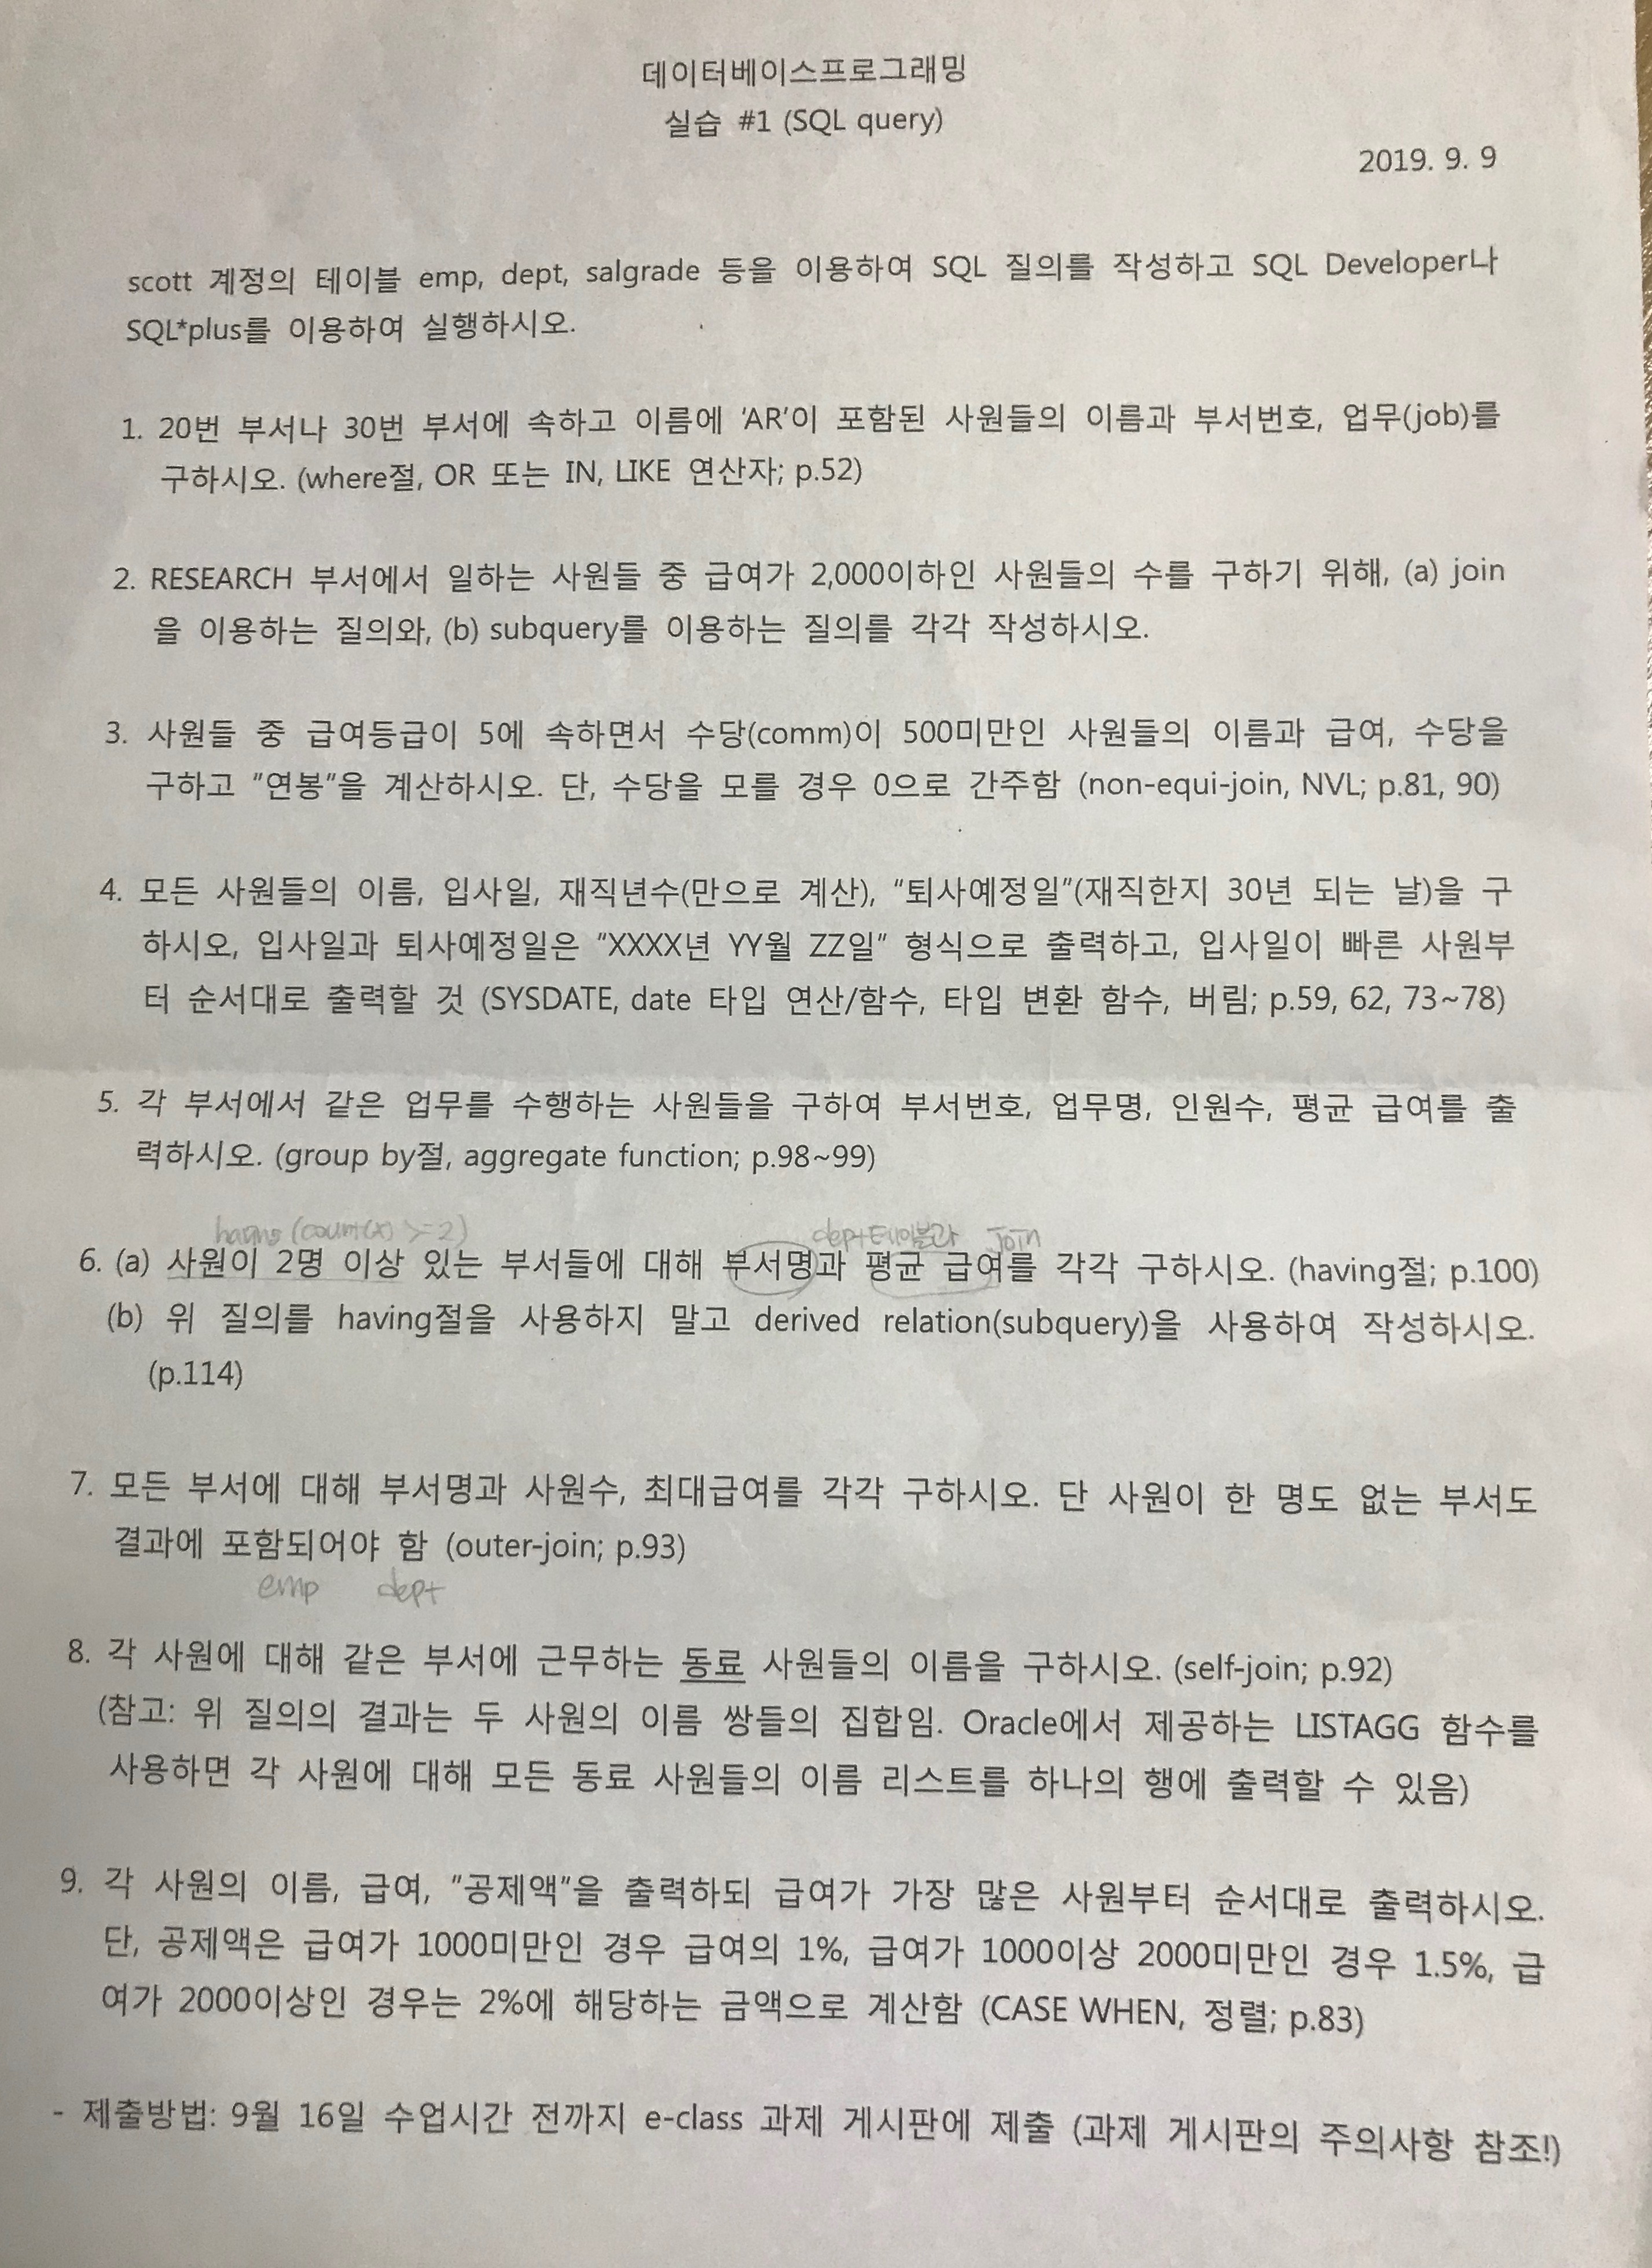 데이터베이스프로그래밍
실습 #1 (SQL query)
2019. 9. 9
scott 계정의 테이블 emp, dept, salgrade 등을 이용하여 SQL 질의를 작성하고 SQL Developer나
SQL*plus를 이용하여 실행하시오.
1. 20번 부서나 30번 부서에 속하고 이름에 'AR'이 포함된 사원들의 이름과 부서번호, 업무(job)를
구하시오. (where절, OR 또는 IN, LIKE 연산자; p.52)
2. RESEARCH 부서에서 일하는 사원들 중 급여가 2,000이하인 사원들의 수를 구하기 위해, (a) join
을 이용하는 질의와, (b) subquery를 이용하는 질의를 각각 작성하시오.
3. 사원들 중 급여등급이 5에 속하면서 수당(comm)이 500미만인 사원들의 이름과 급여, 수당을
구하고 "연봉"을 계산하시오. 단, 수당을 모를 경우 0으로 간주함 (non-equi-join, NVL; p.81, 90)
4. 모든 사원들의 이름, 입사일, 재직년수(만으로 계산), "퇴사예정일"(재직한지 30년 되는 날)을 구
하시오, 입사일과 퇴사예정일은 "XXXX년 YY월 ZZ일" 형식으로 출력하고, 입사일이 빠른 사원부
터 순서대로 출력할 것 (SYSDATE, date 타입 연산/함수, 타입 변환 함수, 버림; p.59, 62, 73~78)
5. 각 부서에서 같은 업무를 수행하는 사원들을 구하여 부서번호, 업무명, 인원수, 평균 급여를 출
력하시오. (group by절, aggregate function; p.98~99)
having (count(*) >=2) dept테이블과 Join
6. (a) 사원이 2명 이상 있는 부서들에 대해 부서명과 평균 급여를 각각 구하시오. (having절; p.100)
(b) 위 질의를 having절을 사용하지 말고 derived relation(subquery)을 사용하여 작성하시오.
(p.114)
7. 모든 부서에 대해 부서명과 사원수, 최대급여를 각각 구하시오. 단 사원이 한 명도 없는 부서도
결과에 포함되어야 함 (outer-join; p.93)
emp dept
8. 각 사원에 대해 같은 부서에 근무하는 동료 사원들의 이름을 구하시오. (self-join; p.92)
(참고: 위 질의의 결과는 두 사원의 이름 쌍들의 집합임. Oracle에서 제공하는 LISTAGG 함수를
사용하면 각 사원에 대해 모든 동료 사원들의 이름 리스트를 하나의 행에 출력할 수 있음)
9. 각 사원의 이름, 급여, "공제액"을 출력하되 급여가 가장 많은 사원부터 순서대로 출력하시오.
단, 공제액은 급여가 1000미만인 경우 급여의 1%, 급여가 1000이상 2000미만인 경우 1.5%, 급
여가 2000이상인 경우는 2%에 해당하는 금액으로 계산함 (CASE WHEN, 정렬; p.83)
- 제출방법: 9월 16일 수업시간 전까지 e-class 과제 게시판에 제출 (과제 게시판의 주의사항 참조!)